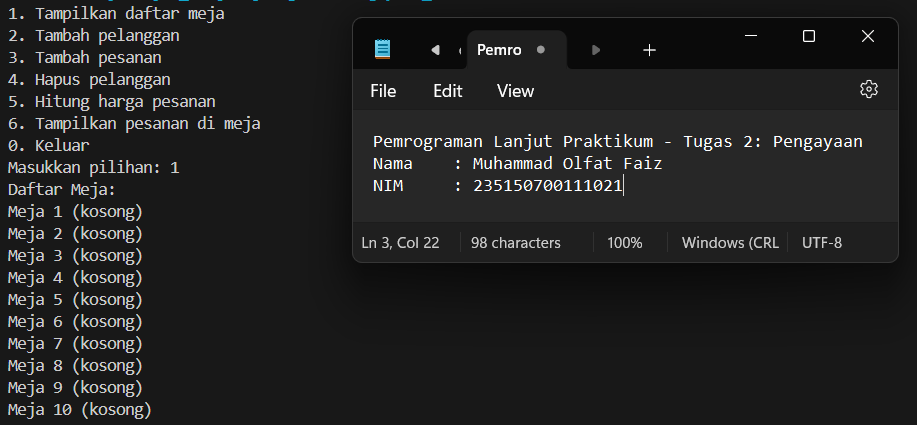 1. Tampilkan daftar meja
2. Tambah pelanggan
3. Tambah pesanan
4. Hapus pelanggan
5. Hitung harga pesanan
6. Tampilkan pesanan di meja
0. Keluar
Masukkan pilihan: 1
Daftar Meja:
Meja 1 (kosong)
Meja 2 (kosong)
Meja 3 (kosong)
Meja 4 (kosong)
Meja 5 (kosong)
Meja 6 (kosong)
Meja 7 (kosong)
Meja 8 (kosong)
Meja 9 (kosong)
Meja 10 (kosong)
Pemro
File Edit View
Pemrograman Lanjut Praktikum - Tugas 2: Pengayaan
Nama : Muhammad Olfat Faiz
NIM : 235150700111021
Ln 3, Col 22 98 characters 100% Windows (CRL UTF-8